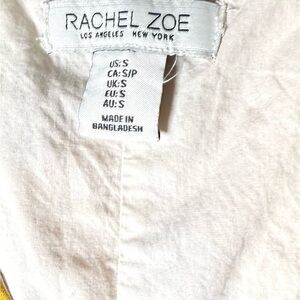 RACHEL ZOE
LOS ANGELES NEW YORK
US: S
CA: S/P
UK: S
EU: S
AU: S
MADE IN
BANGLADESH